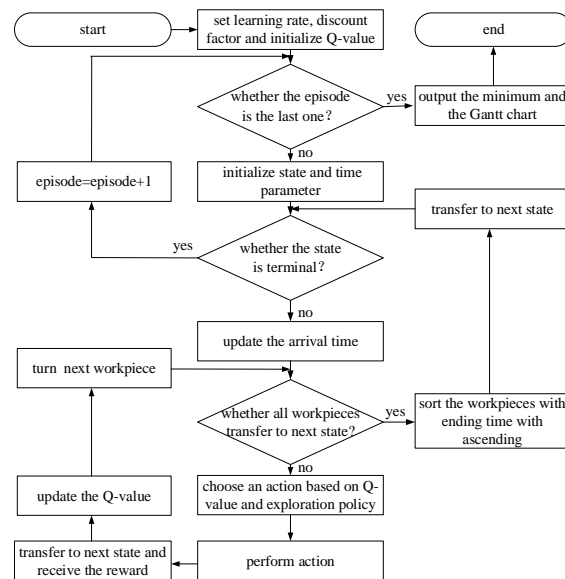 start
set learning rate, discount
factor and initialize Q-value
end
whether the episode
is the last one?
yes
output the minimum and
the Gantt chart
no
episode=episode+1
initialize state and time
parameter
transfer to next state
yes
whether the state
is terminal?
no
update the arrival time
turn next workpiece
whether all workpieces
transfer to next state?
yes
sort the workpieces with
ending time with
ascending
no
update the Q-value
choose an action based on Q-
value and exploration policy
transfer to next state and
receive the reward
perform action